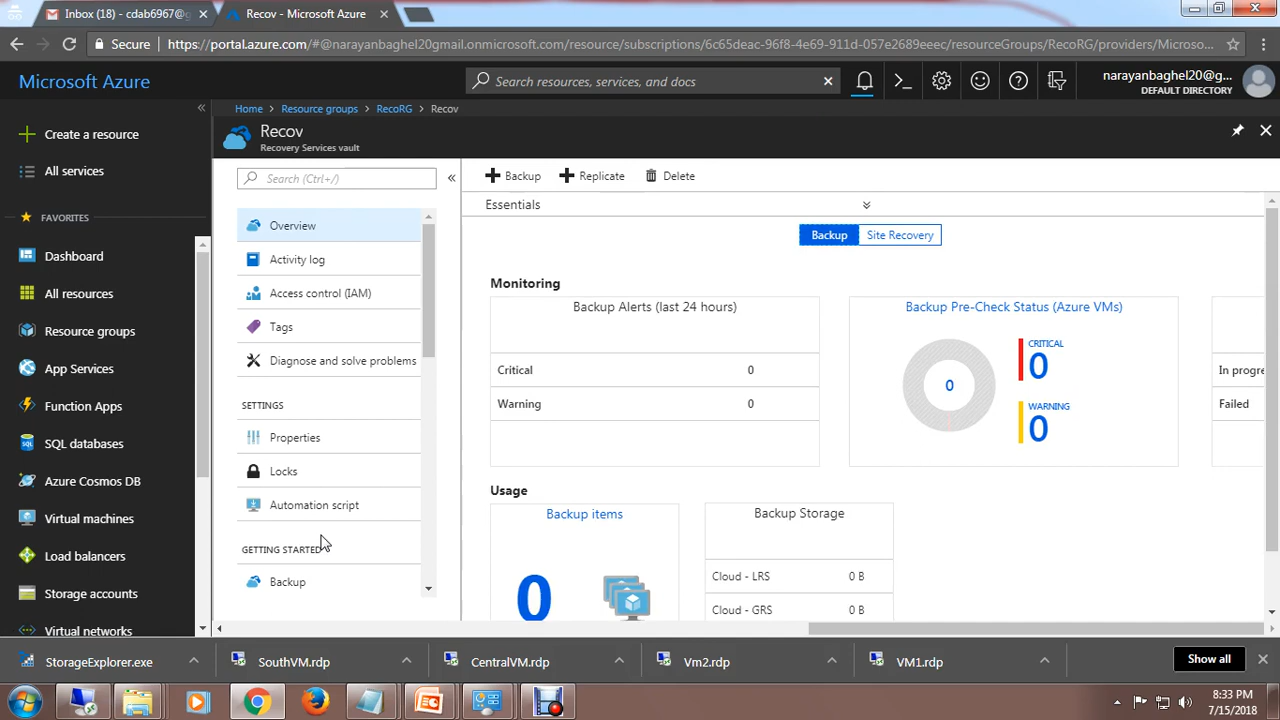 Inbox (18) - cdab6967@g
Recov - Microsoft Azure
Secure
https://portal.azure.com/#@narayanbaghel20gmail.onmicrosoft.com/resource/subscriptions/6c65deac-96f8-4e69-911d-057e2689eeec/resourceGroups/RecoRG/providers/Microso...
Microsoft Azure
Search resources, services, and docs
narayanbaghel20@g...
DEFAULT DIRECTORY
Home > Resource groups > RecoRG > Recov
Recov
Recovery Services vault
Create a resource
All services
FAVORITES
Dashboard
All resources
Resource groups
App Services
Function Apps
SQL databases
Azure Cosmos DB
Virtual machines
Load balancers
Storage accounts
Virtual networks
Search (Ctrl+/)
Overview
Activity log
Access control (IAM)
Tags
Diagnose and solve problems
SETTINGS
Properties
Locks
Automation script
GETTING STARTED
Backup
Backup
Replicate
Delete
Essentials
Backup
Site Recovery
Monitoring
Backup Alerts (last 24 hours)
Critical 0
Warning 0
Backup Pre-Check Status (Azure VMs)
0
CRITICAL
0
WARNING
0
In progre
Failed
Usage
Backup items
0
Backup Storage
Cloud - LRS 0 B
Cloud - GRS 0 B
StorageExplorer.exe
SouthVM.rdp
CentralVM.rdp
Vm2.rdp
VM1.rdp
Show all
8:33 PM
7/15/2018